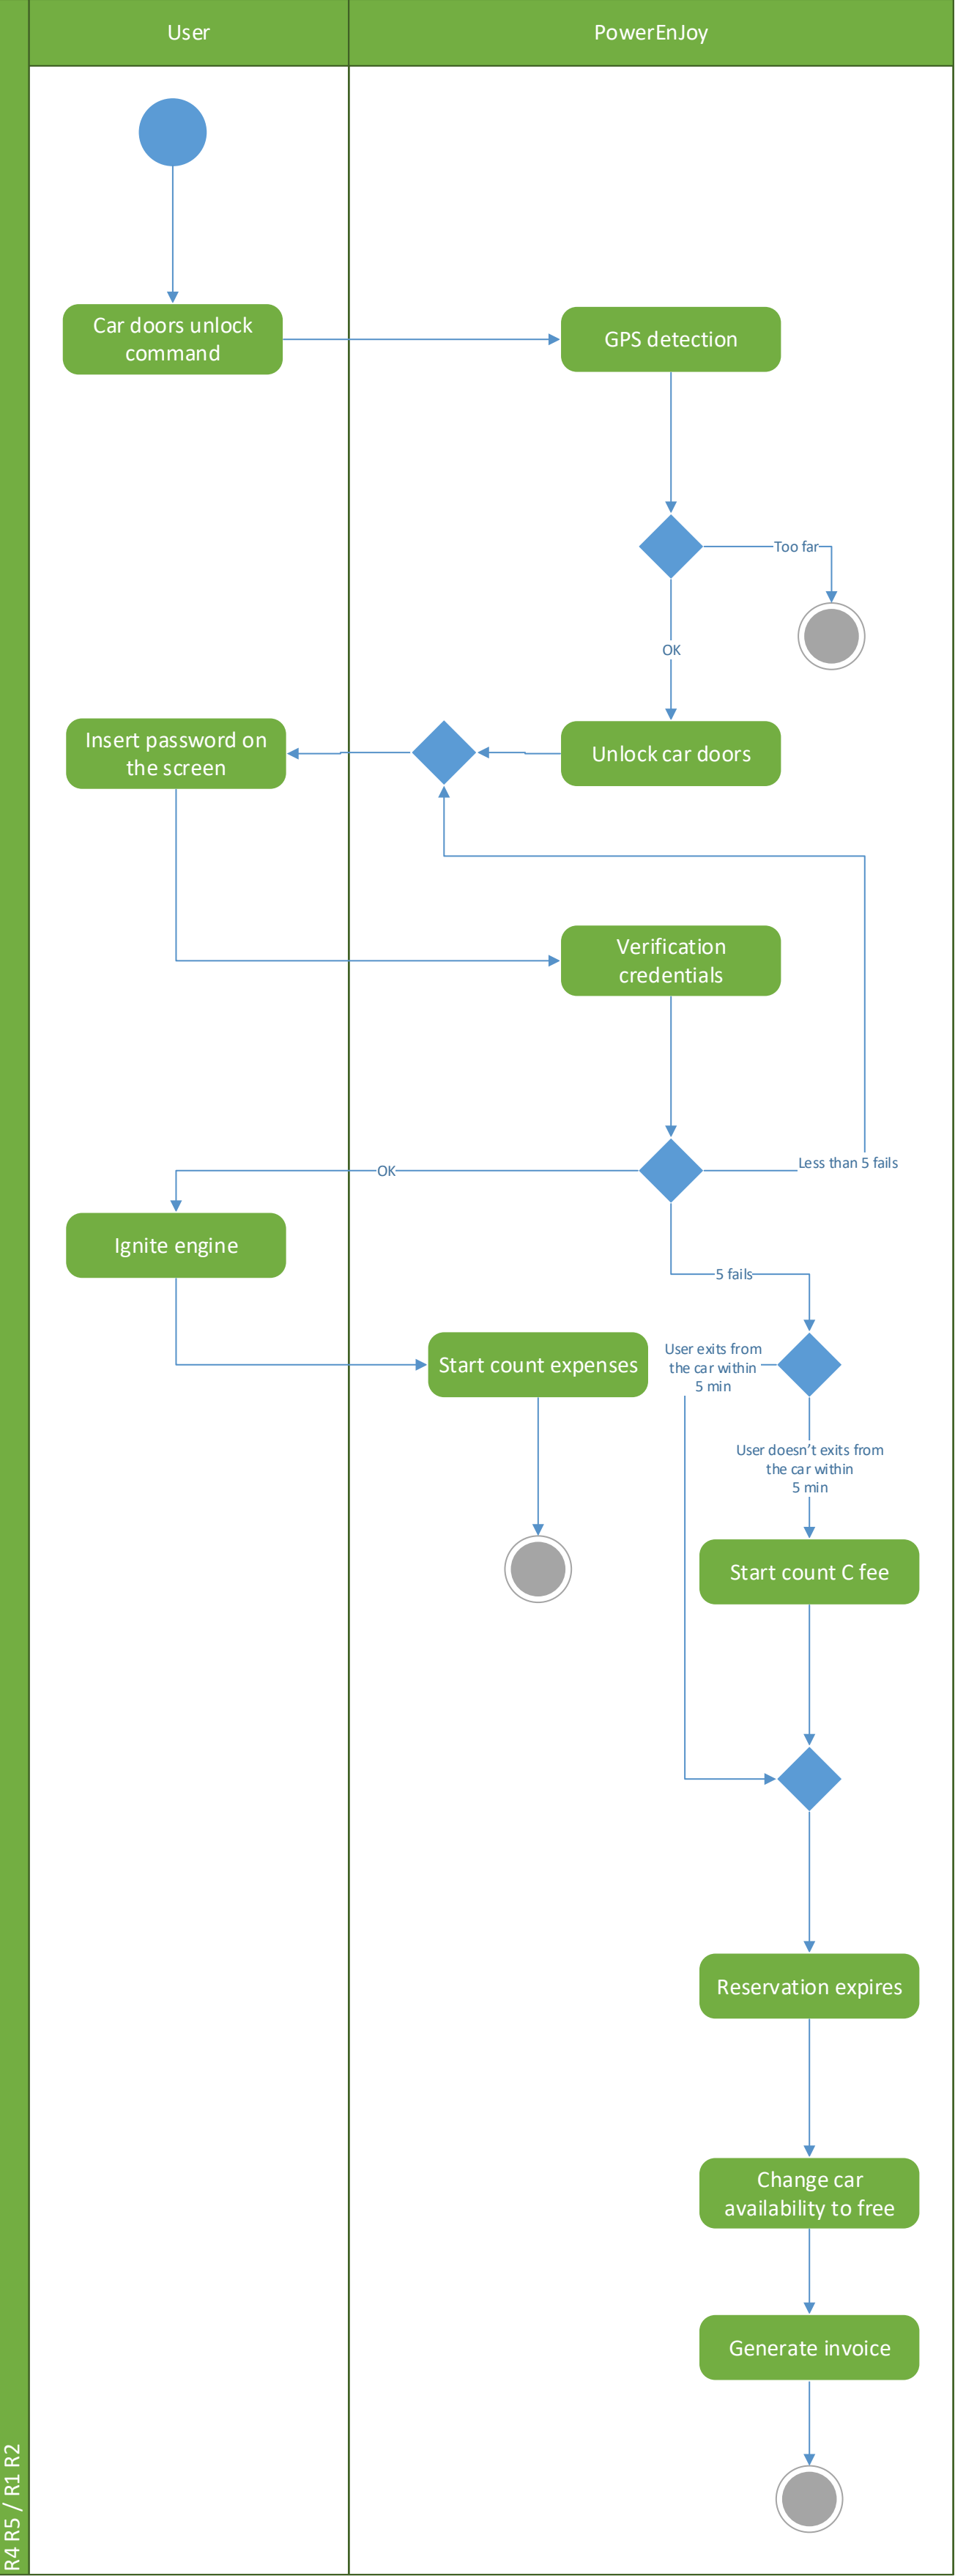 User
PowerEnJoy
Car doors unlock
command
GPS detection
Too far
OK
Insert password on
the screen
Unlock car doors
Verification
credentials
Less than 5 fails
OK
Ignite engine
5 fails
Start count expenses
User exits from
the car within
5 min
User doesn't exits from
the car within
5 min
Start count C fee
Reservation expires
Change car
availability to free
Generate invoice
R4 R5 / R1 R2